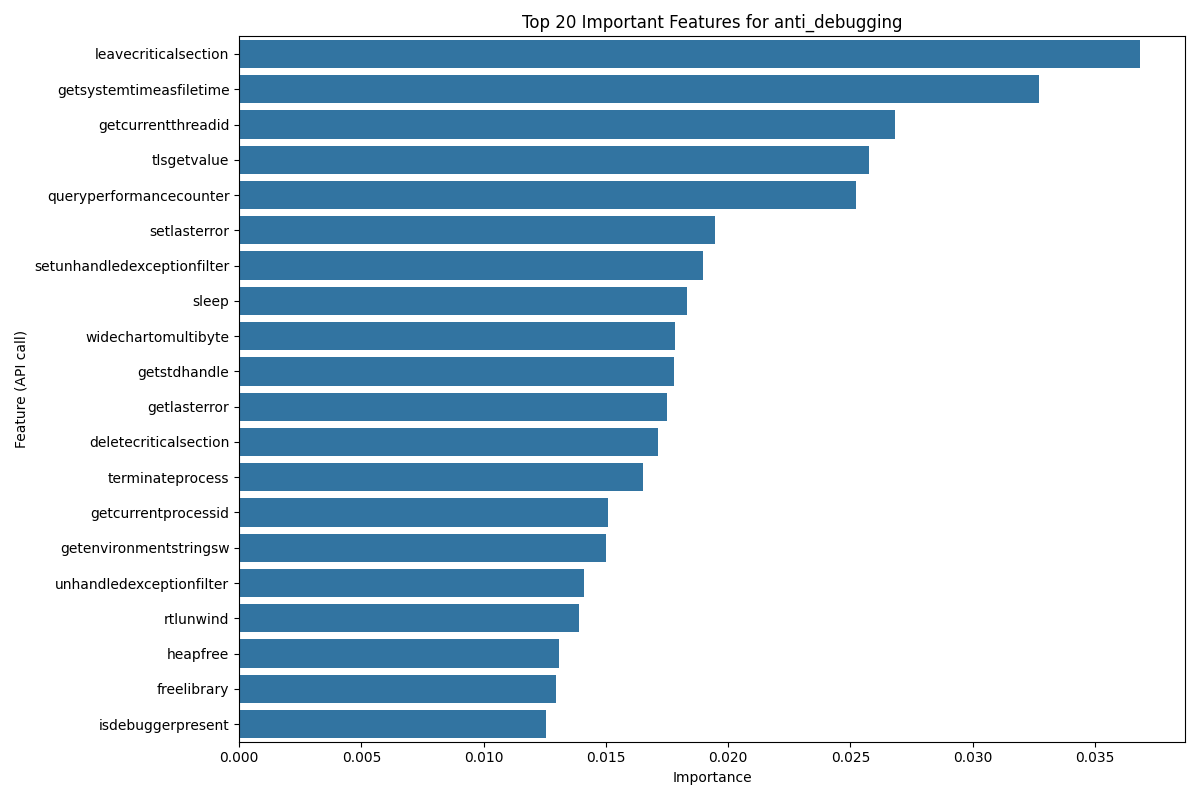 Top 20 Important Features for anti_debugging
Feature (API call)
leavecriticalsection
getsystemtimeasfiletime
getcurrentthreadid
tlsgetvalue
queryperformancecounter
setlasterror
setunhandledexceptionfilter
sleep
widechartomultibyte
getstdhandle
getlasterror
deletecriticalsection
terminateprocess
getcurrentprocessid
getenvironmentstringsw
unhandledexceptionfilter
rtlunwind
heapfree
freelibrary
isdebuggerpresent
0.000 0.005 0.010 0.015 0.020 0.025 0.030 0.035
Importance